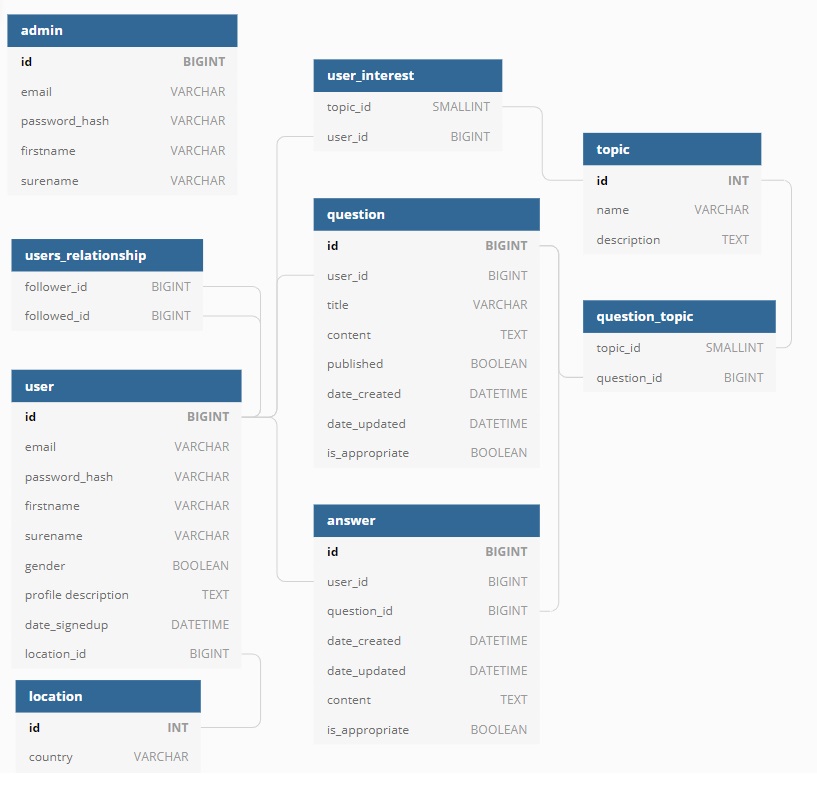 admin
id BIGINT
email VARCHAR
password_hash VARCHAR
firstname VARCHAR
surename VARCHAR
users_relationship
follower_id BIGINT
followed_id BIGINT
user
id BIGINT
email VARCHAR
password_hash VARCHAR
firstname VARCHAR
surename VARCHAR
gender BOOLEAN
profile description TEXT
date_signedup DATETIME
location_id BIGINT
location
id INT
country VARCHAR
user_interest
topic_id SMALLINT
user_id BIGINT
question
id BIGINT
user_id BIGINT
title VARCHAR
content TEXT
published BOOLEAN
date_created DATETIME
date_updated DATETIME
is_appropriate BOOLEAN
answer
id BIGINT
user_id BIGINT
question_id BIGINT
date_created DATETIME
date_updated DATETIME
content TEXT
is_appropriate BOOLEAN
topic
id INT
name VARCHAR
description TEXT
question_topic
topic_id SMALLINT
question_id BIGINT